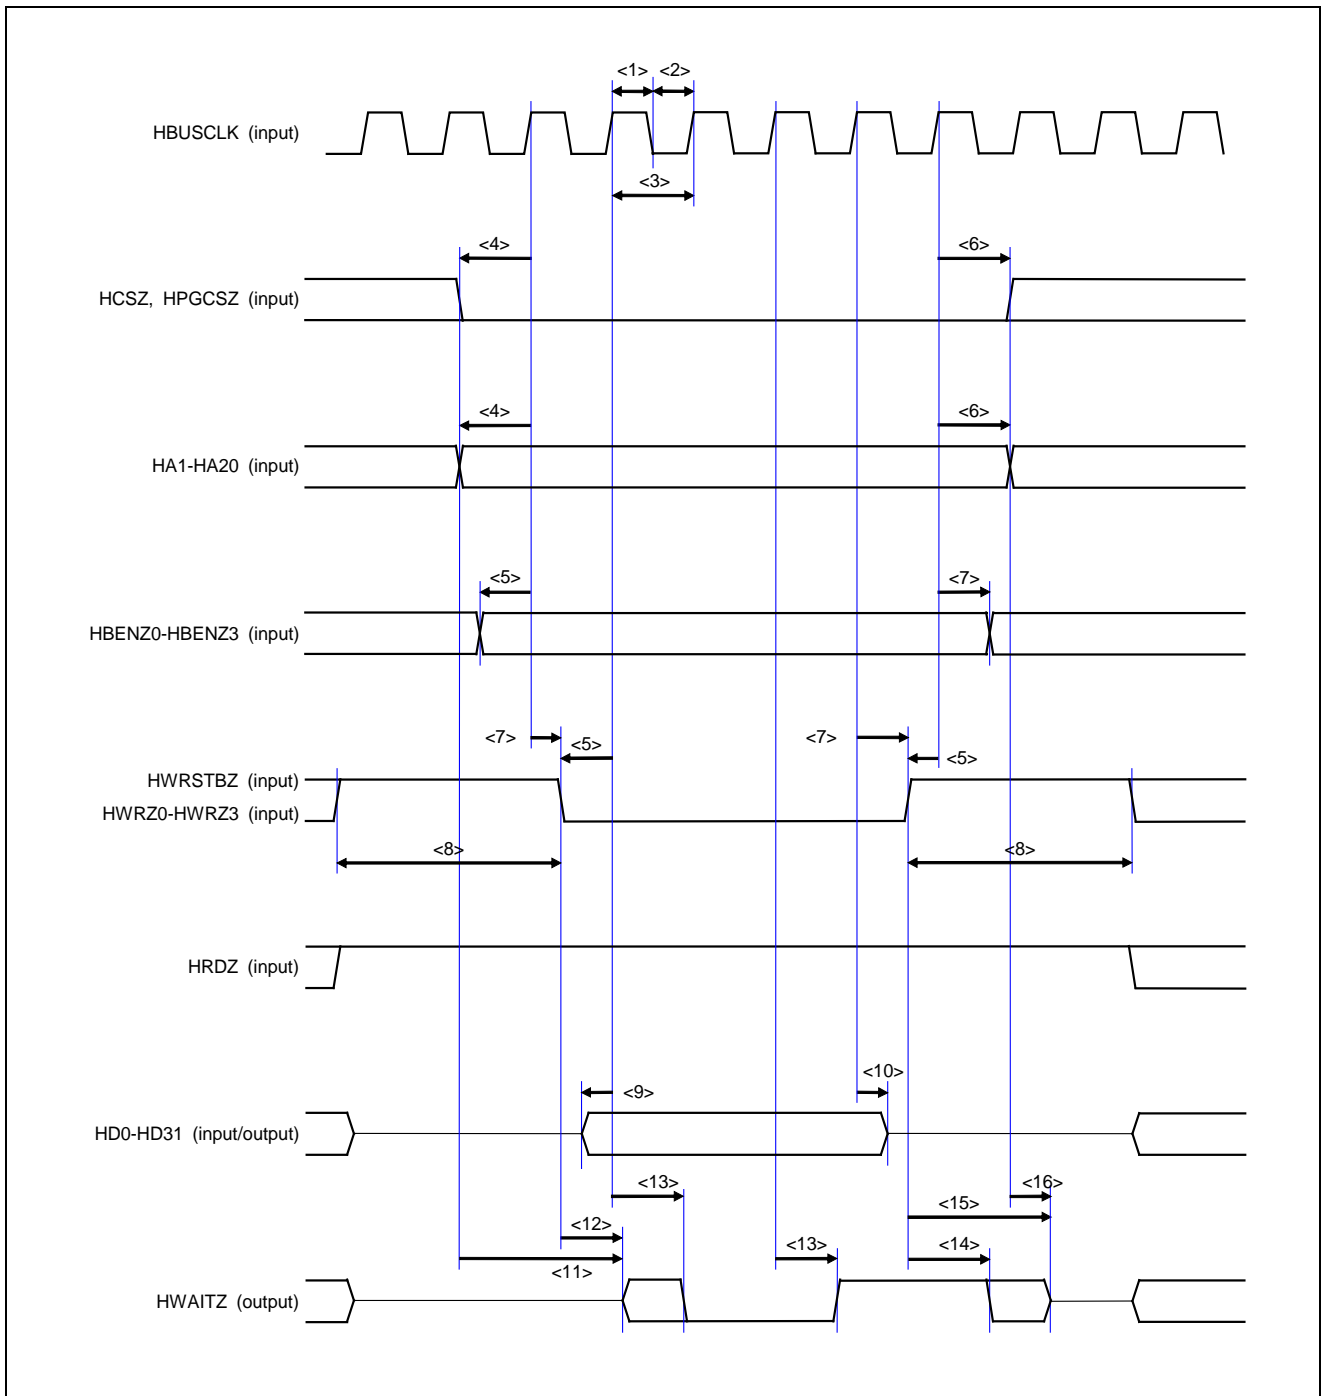 <1> <2>
HBUSCLK (input)
<3>
<4> <6>
HCSZ, HPGCSZ (input)
<4> <6>
HA1-HA20 (input)
<5> <7>
HBENZ0-HBENZ3 (input)
<7> <5> <7> <5>
HWRSTBZ (input)
HWRZ0-HWRZ3 (input)
<8> <8>
HRDZ (input)
<9> <10>
HD0-HD31 (input/output)
<13> <16>
<15>
<12> <13> <14>
<11>
HWAITZ (output)